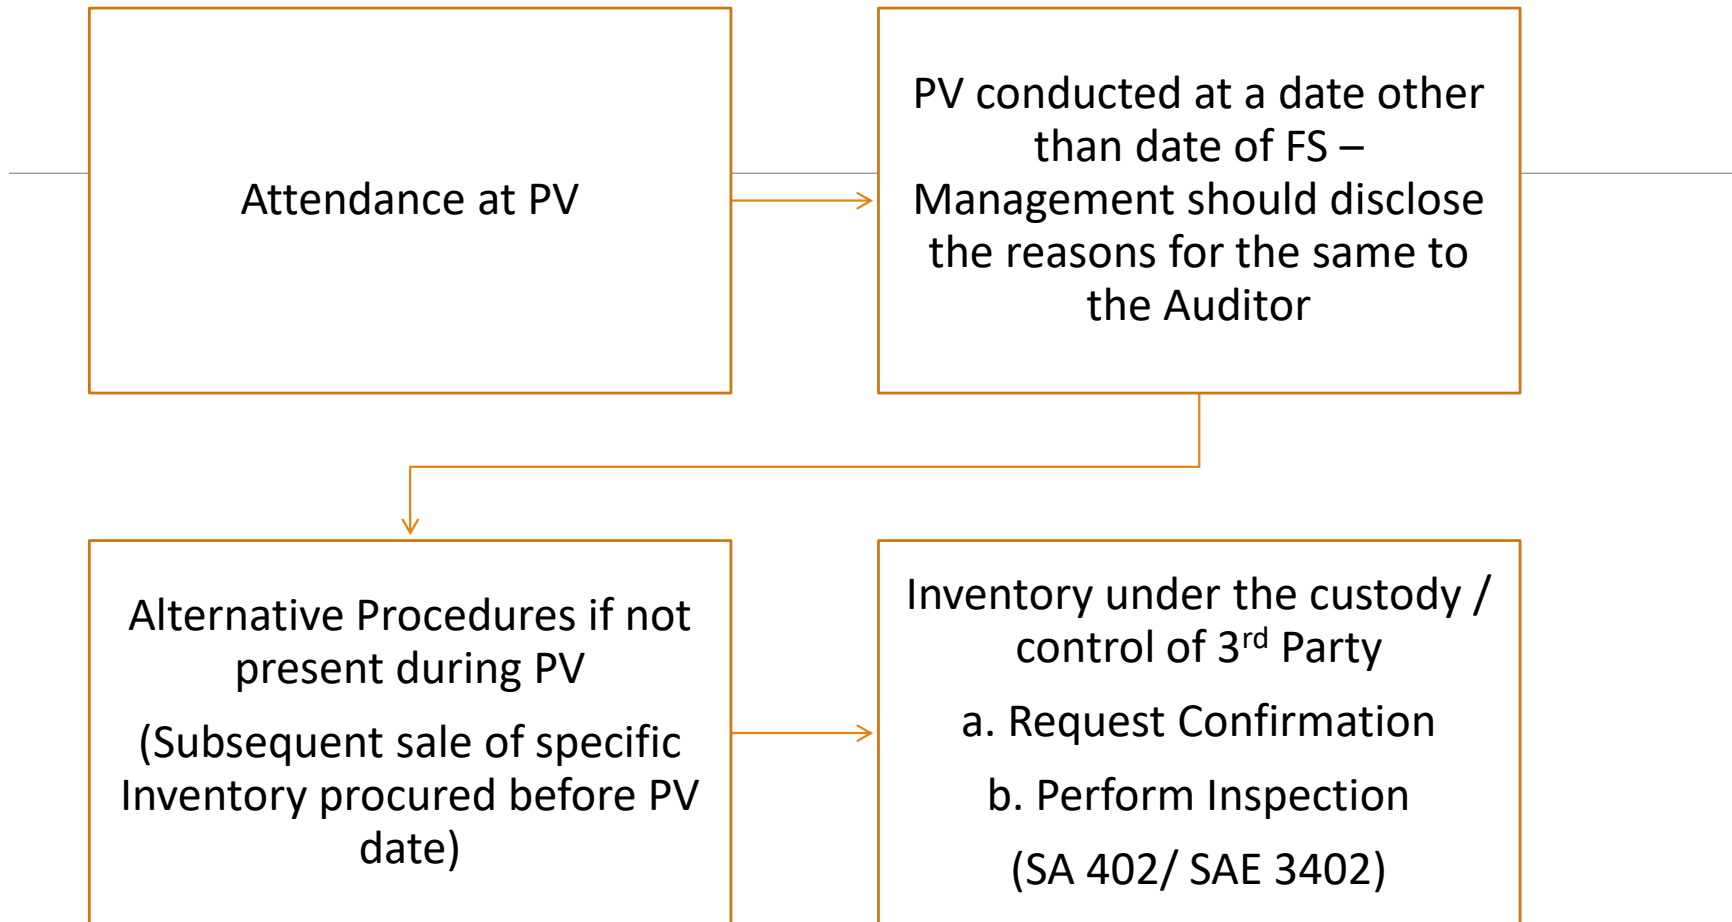 Attendance at PV
PV conducted at a date other
than date of FS –
Management should disclose
the reasons for the same to
the Auditor
Alternative Procedures if not
present during PV
(Subsequent sale of specific
Inventory procured before PV
date)
Inventory under the custody /
control of 3rd Party
a. Request Confirmation
b. Perform Inspection
(SA 402/ SAE 3402)